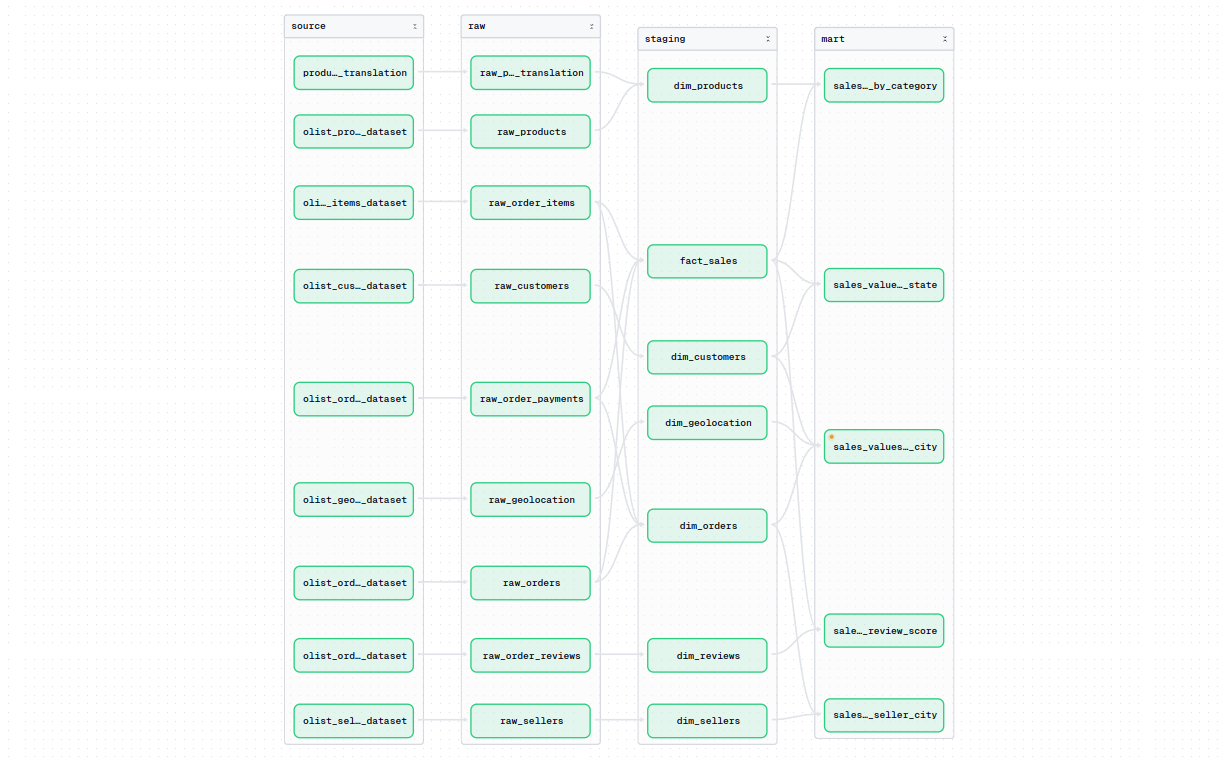 source
raw
staging
mart
produ…_translation
olist_pro…_dataset
oli…_items_dataset
olist_cus…_dataset
olist_ord…_dataset
olist_geo…_dataset
olist_ord…_dataset
olist_ord…_dataset
olist_sel…_dataset
raw_p…_translation
raw_products
raw_order_items
raw_customers
raw_order_payments
raw_geolocation
raw_orders
raw_order_reviews
raw_sellers
dim_products
fact_sales
dim_customers
dim_geolocation
dim_orders
dim_reviews
dim_sellers
sales…_by_category
sales_value…_state
sales_values…_city
sale…_review_score
sales…_seller_city